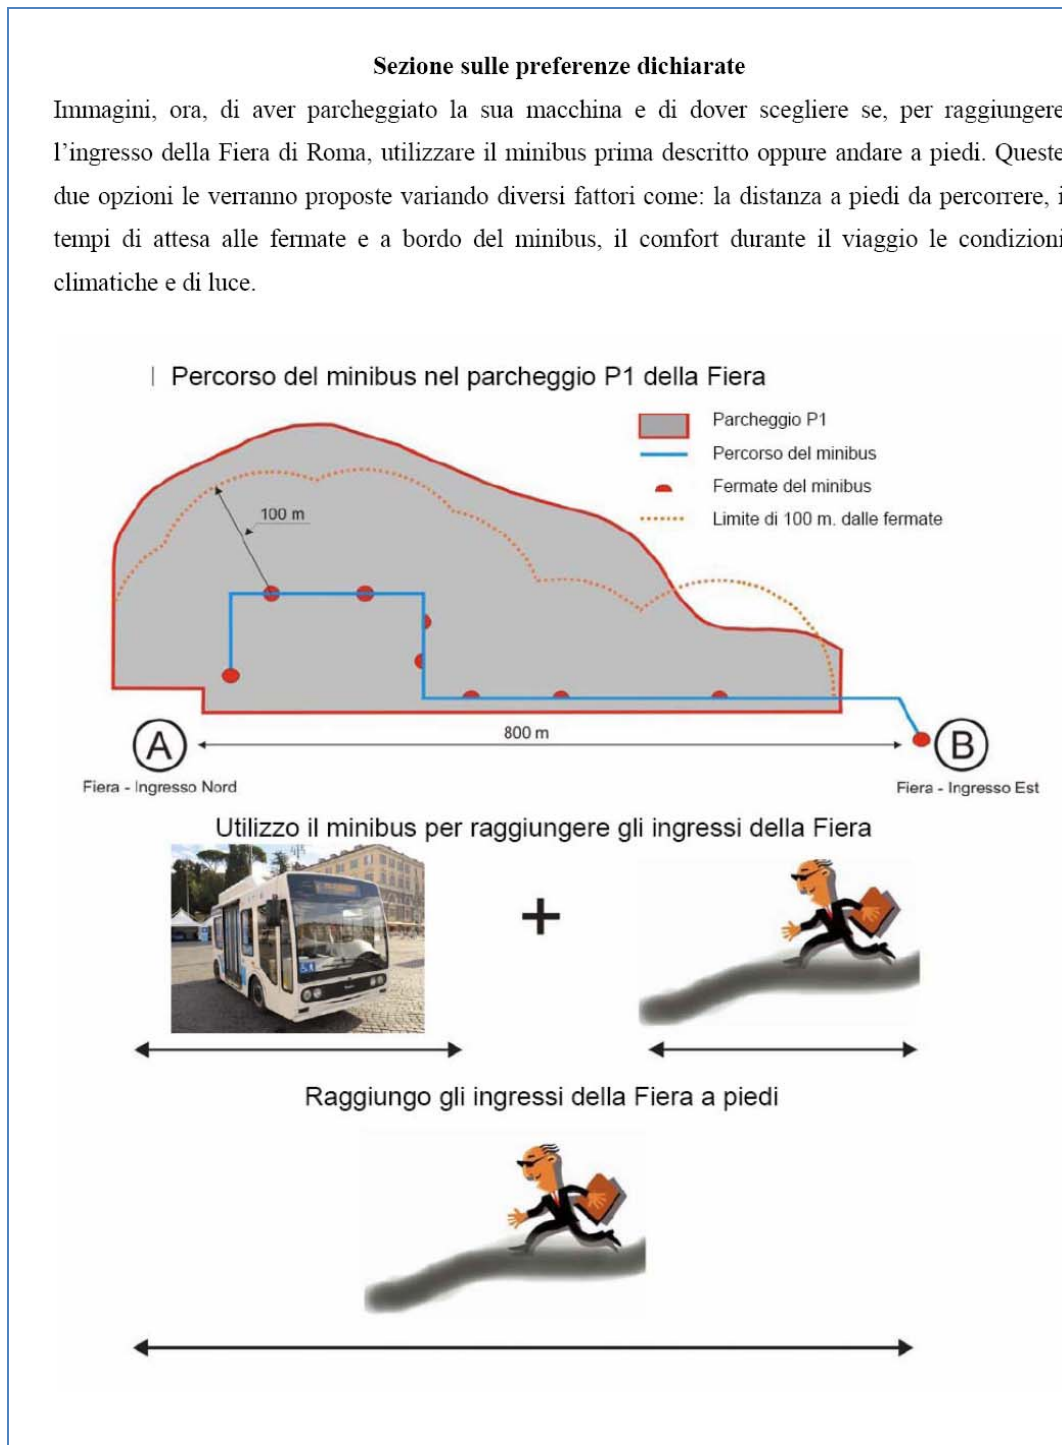 Sezione sulle preferenze dichiarate
Immagini, ora, di aver parcheggiato la sua macchina e di dover scegliere se, per raggiungere
l’ingresso della Fiera di Roma, utilizzare il minibus prima descritto oppure andare a piedi. Queste
due opzioni le verranno proposte variando diversi fattori come: la distanza a piedi da percorrere, i
tempi di attesa alle fermate e a bordo del minibus, il comfort durante il viaggio le condizioni
climatiche e di luce.
Percorso del minibus nel parcheggio P1 della Fiera
Parcheggio P1
Percorso del minibus
Fermate del minibus
Limite di 100 m. dalle fermate
100 m
800 m
A
B
Fiera - Ingresso Nord
Fiera - Ingresso Est
Utilizzo il minibus per raggiungere gli ingressi della Fiera
+
Raggiungo gli ingressi della Fiera a piedi